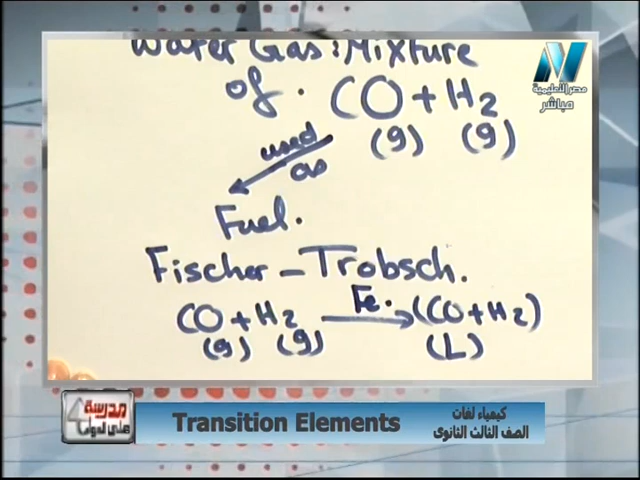 Water Gas: Mixture
of. CO + H2
(g) (g)
used
as
Fuel.
Fischer - Trobsch.
CO + H2 Fe. (CO + H2)
(g) (g) (L)
مصر التعليمية
مباشر
مدرسة
على الهواء
Transition Elements
كيمياء لغات
الصف الثالث الثانوى